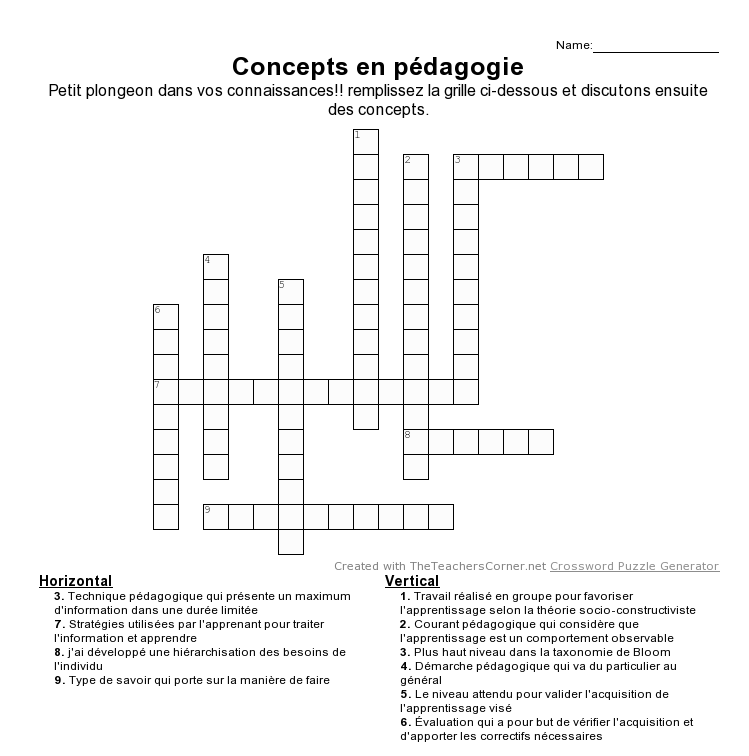 Name:
Concepts en pédagogie
Petit plongeon dans vos connaissances!! remplissez la grille ci-dessous et discutons ensuite
des concepts.
1
2
3
4
5
6
7
8
9
Created with TheTeachersCorner.net Crossword Puzzle Generator
Horizontal
3. Technique pédagogique qui présente un maximum
d'information dans une durée limitée
7. Stratégies utilisées par l'apprenant pour traiter
l'information et apprendre
8. j'ai développé une hiérarchisation des besoins de
l'individu
9. Type de savoir qui porte sur la manière de faire
Vertical
1. Travail réalisé en groupe pour favoriser
l'apprentissage selon la théorie socio-constructiviste
2. Courant pédagogique qui considère que
l'apprentissage est un comportement observable
3. Plus haut niveau dans la taxonomie de Bloom
4. Démarche pédagogique qui va du particulier au
général
5. Le niveau attendu pour valider l'acquisition de
l'apprentissage visé
6. Évaluation qui a pour but de vérifier l'acquisition et
d'apporter les correctifs nécessaires